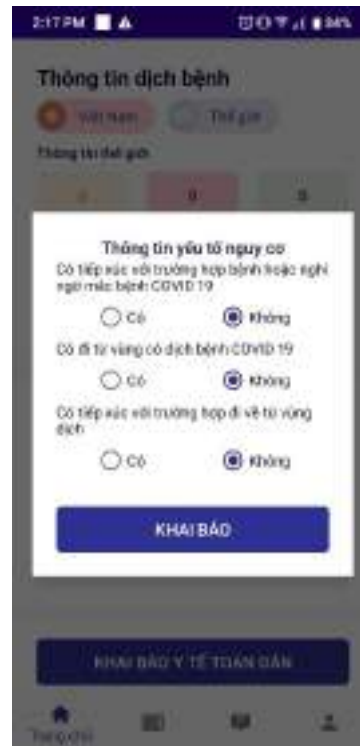 2:17 PM
84%
Thông tin dịch bệnh
Việt Nam
Thế giới
Thông tin thế giới
0
0
Thông tin yếu tố nguy cơ
Có tiếp xúc với trường hợp bệnh hoặc nghi
ngờ mắc bệnh COVID 19
Có
Không
Có đi từ vùng có dịch bệnh COVID 19
Có
Không
Có tiếp xúc với trường hợp đi về từ vùng
dịch
Có
Không
KHAI BÁO
KHAI BÁO Y TẾ TOÀN DÂN
Trang chủ